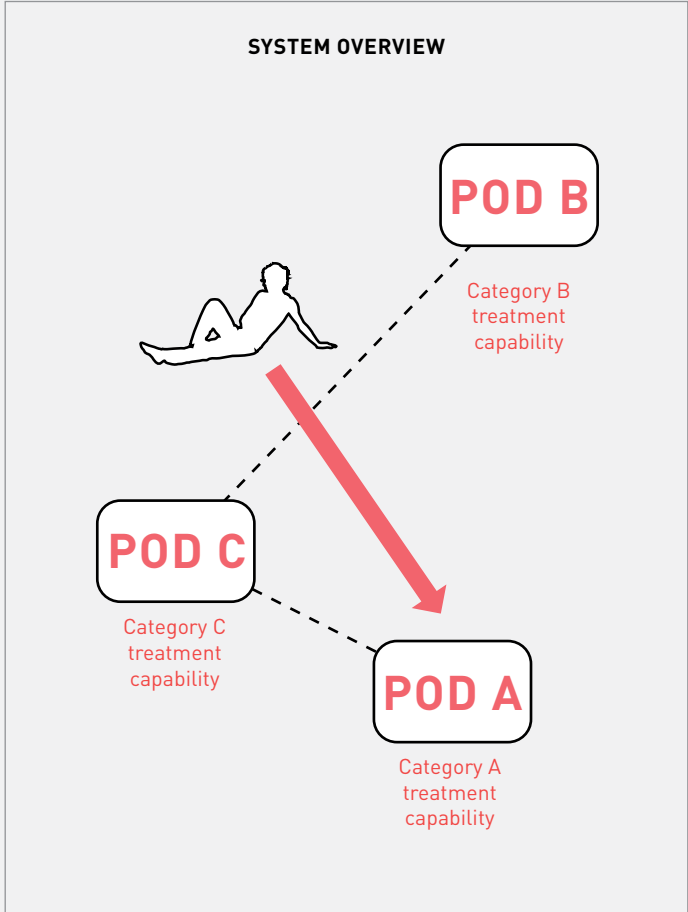 SYSTEM OVERVIEW
POD B
Category B
treatment
capability
POD C
Category C
treatment
capability
POD A
Category A
treatment
capability